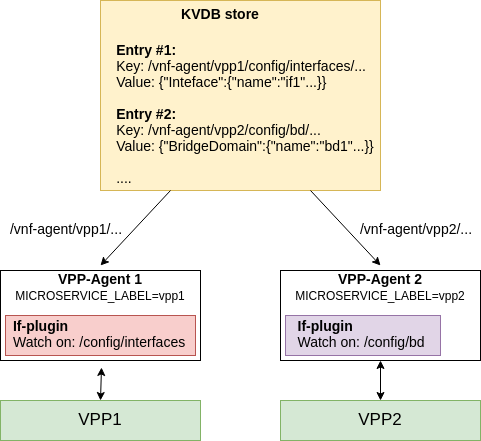 KVDB store
Entry #1:
Key: /vnf-agent/vpp1/config/interfaces/...
Value: {"Inteface":{"name":"if1"...}}
Entry #2:
Key: /vnf-agent/vpp2/config/bd/...
Value: {"BridgeDomain":{"name":"bd1"...}}
....
/vnf-agent/vpp1/...
/vnf-agent/vpp2/...
VPP-Agent 1
MICROSERVICE_LABEL=vpp1
If-plugin
Watch on: /config/interfaces
VPP-Agent 2
MICROSERVICE_LABEL=vpp2
If-plugin
Watch on: /config/bd
VPP1
VPP2